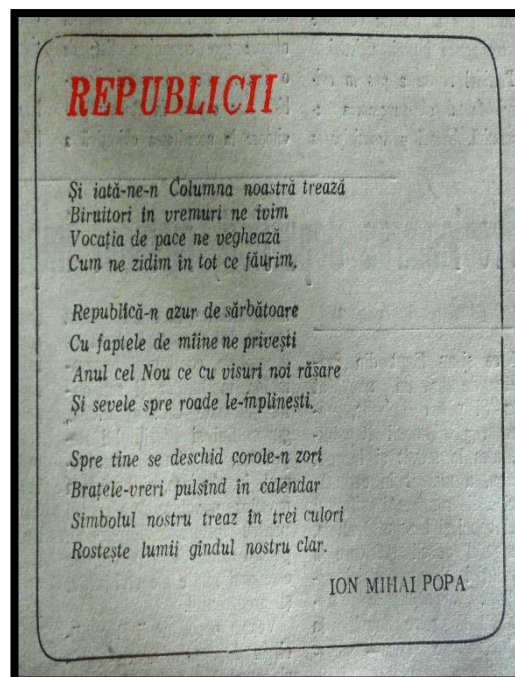 REPUBLICII
Și iată-ne-n Columna noastră trează
Biruitori în vremuri ne ivim
Vocația de pace ne veghează
Cum ne zidim în tot ce făurim.
Republică-n azur de sărbătoare
Cu faptele de mîine ne privești
Anul cel Nou ce cu visuri noi răsare
Și sevele spre roade le-mplinești.
Spre tine se deschid corole-n zori
Brațele-vreri pulsînd în calendar
Simbolul nostru treaz în trei culori
Rostește lumii gîndul nostru clar.
ION MIHAI POPA